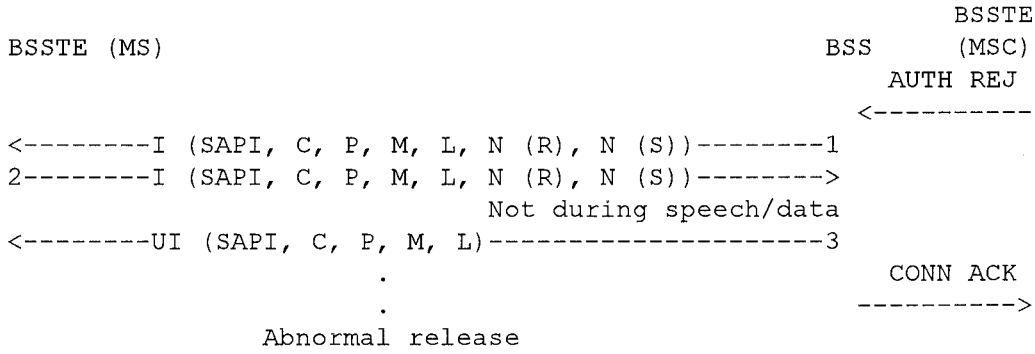 BSSTE
BSSTE (MS) BSS (MSC)
AUTH REJ
<----------
<--------I (SAPI, C, P, M, L, N (R), N (S))--------1
2--------I (SAPI, C, P, M, L, N (R), N (S))-------->
Not during speech/data
<--------UI (SAPI, C, P, M, L)-------------------3
. CONN ACK
. ---------->
Abnormal release